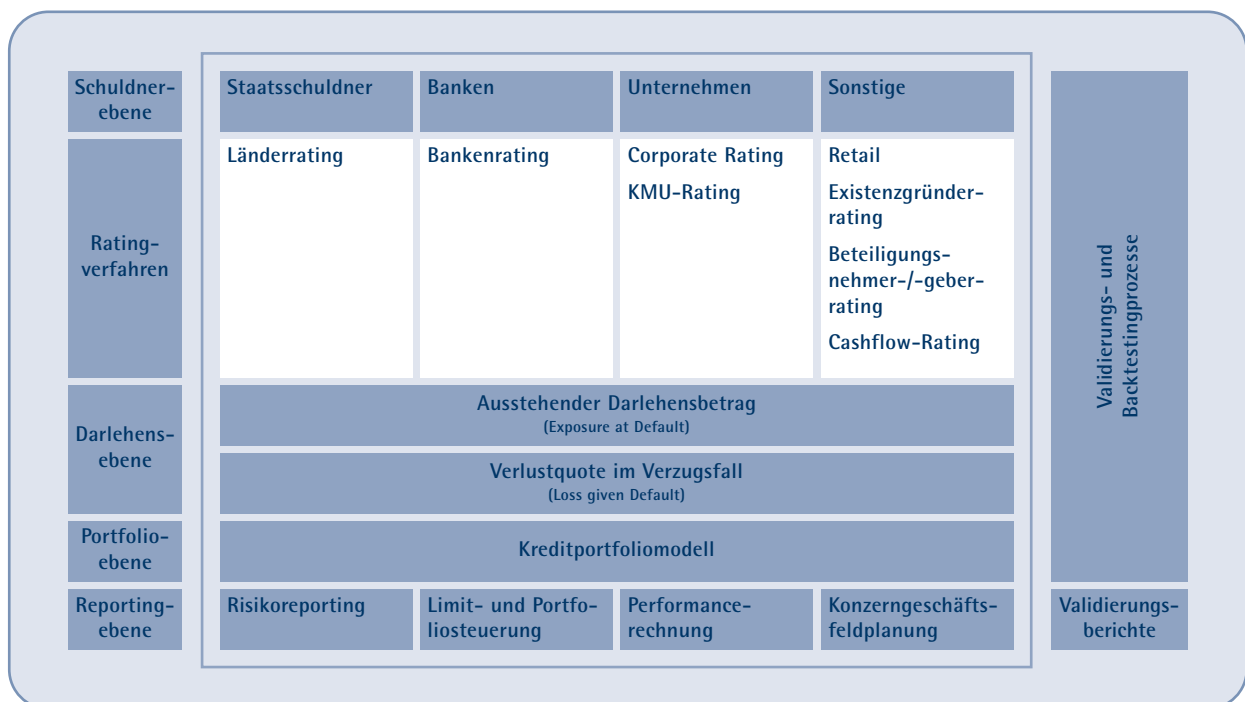 Schuldner-
ebene
Staatsschuldner
Banken
Unternehmen
Sonstige
Rating-
verfahren
Länderrating
Bankenrating
Corporate Rating
KMU-Rating
Retail
Existenzgründer-
rating
Beteiligungs-
nehmer-/-geber-
rating
Cashflow-Rating
Darlehens-
ebene
Ausstehender Darlehensbetrag
(Exposure at Default)
Verlustquote im Verzugsfall
(Loss given Default)
Portfolio-
ebene
Kreditportfoliomodell
Reporting-
ebene
Risikoreporting
Limit- und Portfo-
liosteuerung
Performance-
rechnung
Konzerngeschäfts-
feldplanung
Validierungs- und
Backtestingprozesse
Validierungs-
berichte